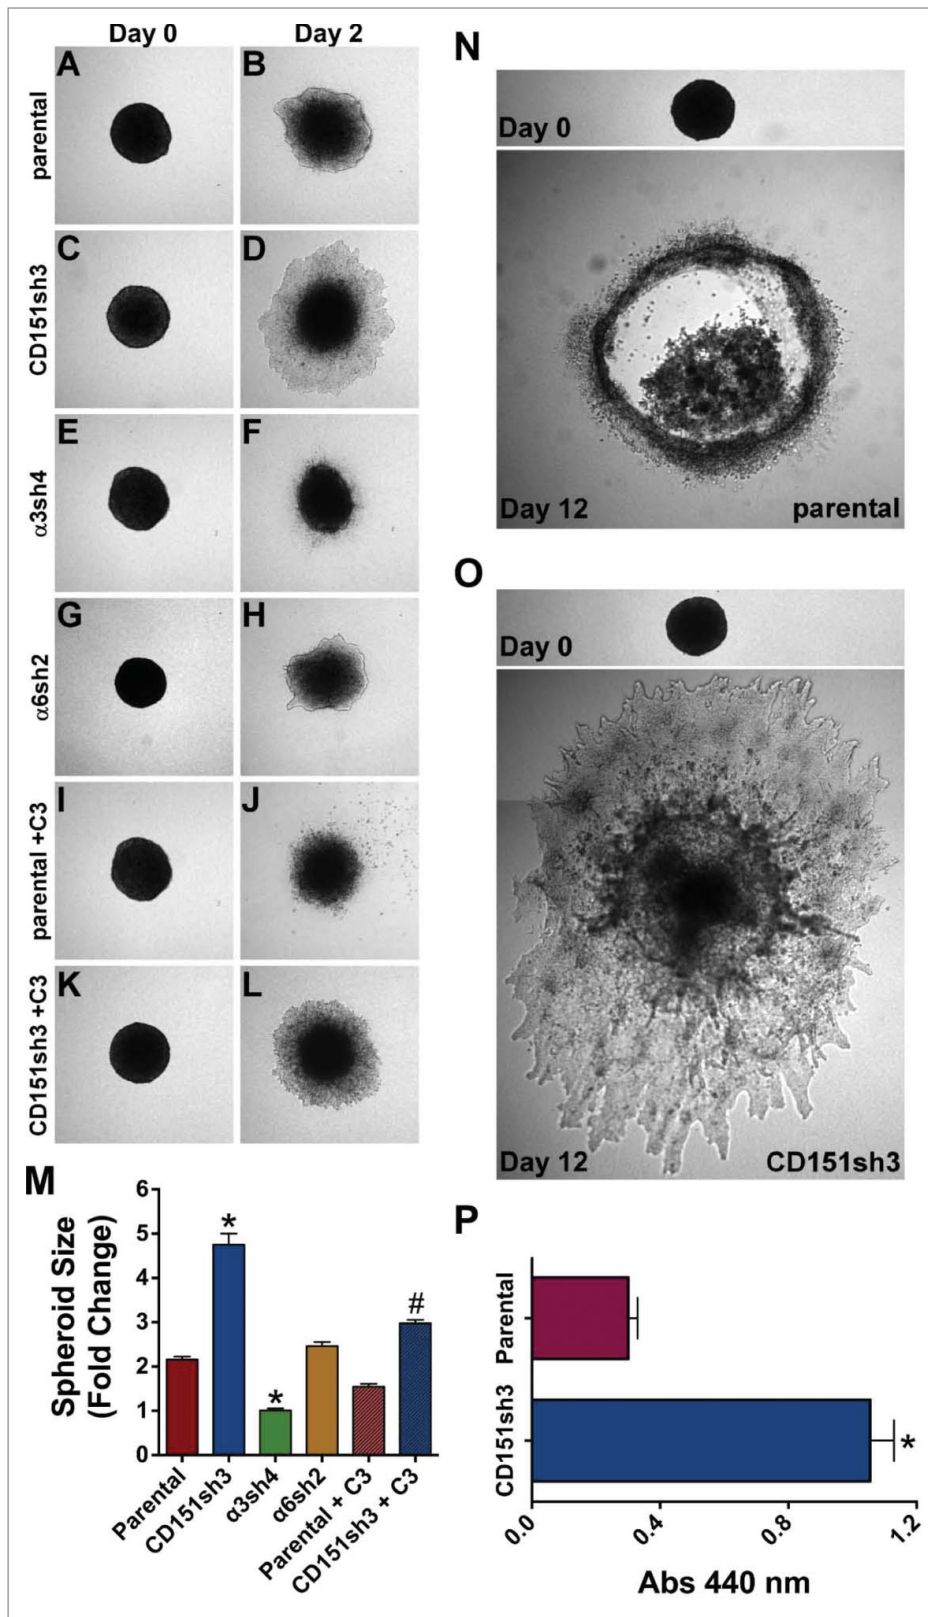 Day 0 Day 2
parental
A B
CD151sh3
C D
α3sh4
E F
α6sh2
G H
parental +C3
I J
CD151sh3 +C3
K L
M
Spheroid Size
(Fold Change)
6
5
4
3
2
1
0
*
*
#
Parental
CD151sh3
α3sh4
α6sh2
Parental + C3
CD151sh3 + C3
N
Day 0
Day 12 parental
O
Day 0
Day 12 CD151sh3
P
Parental
CD151sh3
*
0.0 0.4 0.8 1.2
Abs 440 nm